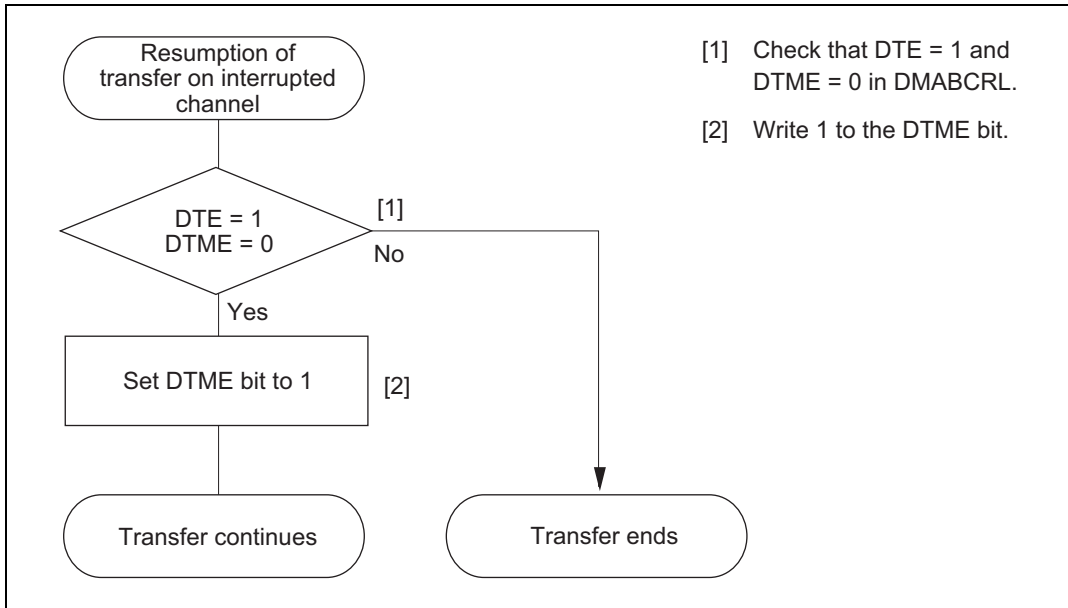 Resumption of
transfer on interrupted
channel
DTE = 1
DTME = 0
[1]
No
Yes
Set DTME bit to 1
[2]
Transfer continues
Transfer ends
[1] Check that DTE = 1 and
DTME = 0 in DMABCRL.
[2] Write 1 to the DTME bit.